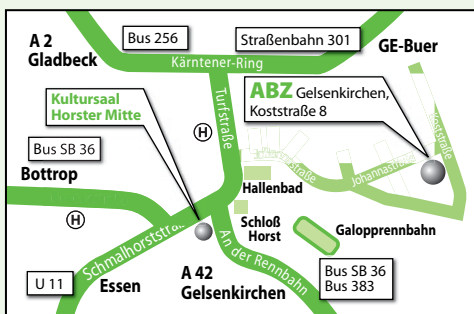 A 2
Gladbeck
Bus 256
Straßenbahn 301
GE-Buer
Kärntener-Ring
Kultursaal
Horster Mitte
Turfstraße
ABZ Gelsenkirchen,
Koststraße 8
Koststraße
H
Bus SB 36
Bottrop
Johannastraße
Hallenbad
H
Schloß
Horst
Galopprennbahn
Schmalhorststraße
An der Rennbahn
U 11
Essen
A 42
Gelsenkirchen
Bus SB 36
Bus 383